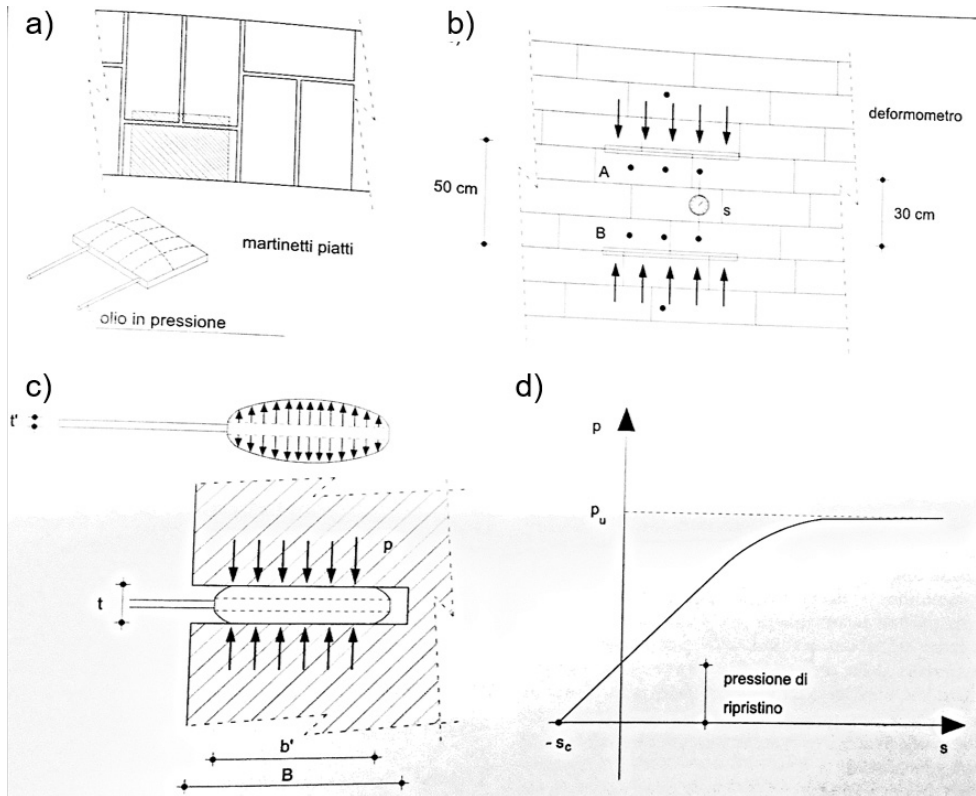 a)
martinetti piatti
olio in pressione
b)
deformometro
50 cm
A
s
B
30 cm
c)
t'
p
t
b'
B
d)
p
p
u
pressione di
ripristino
- s
c
s